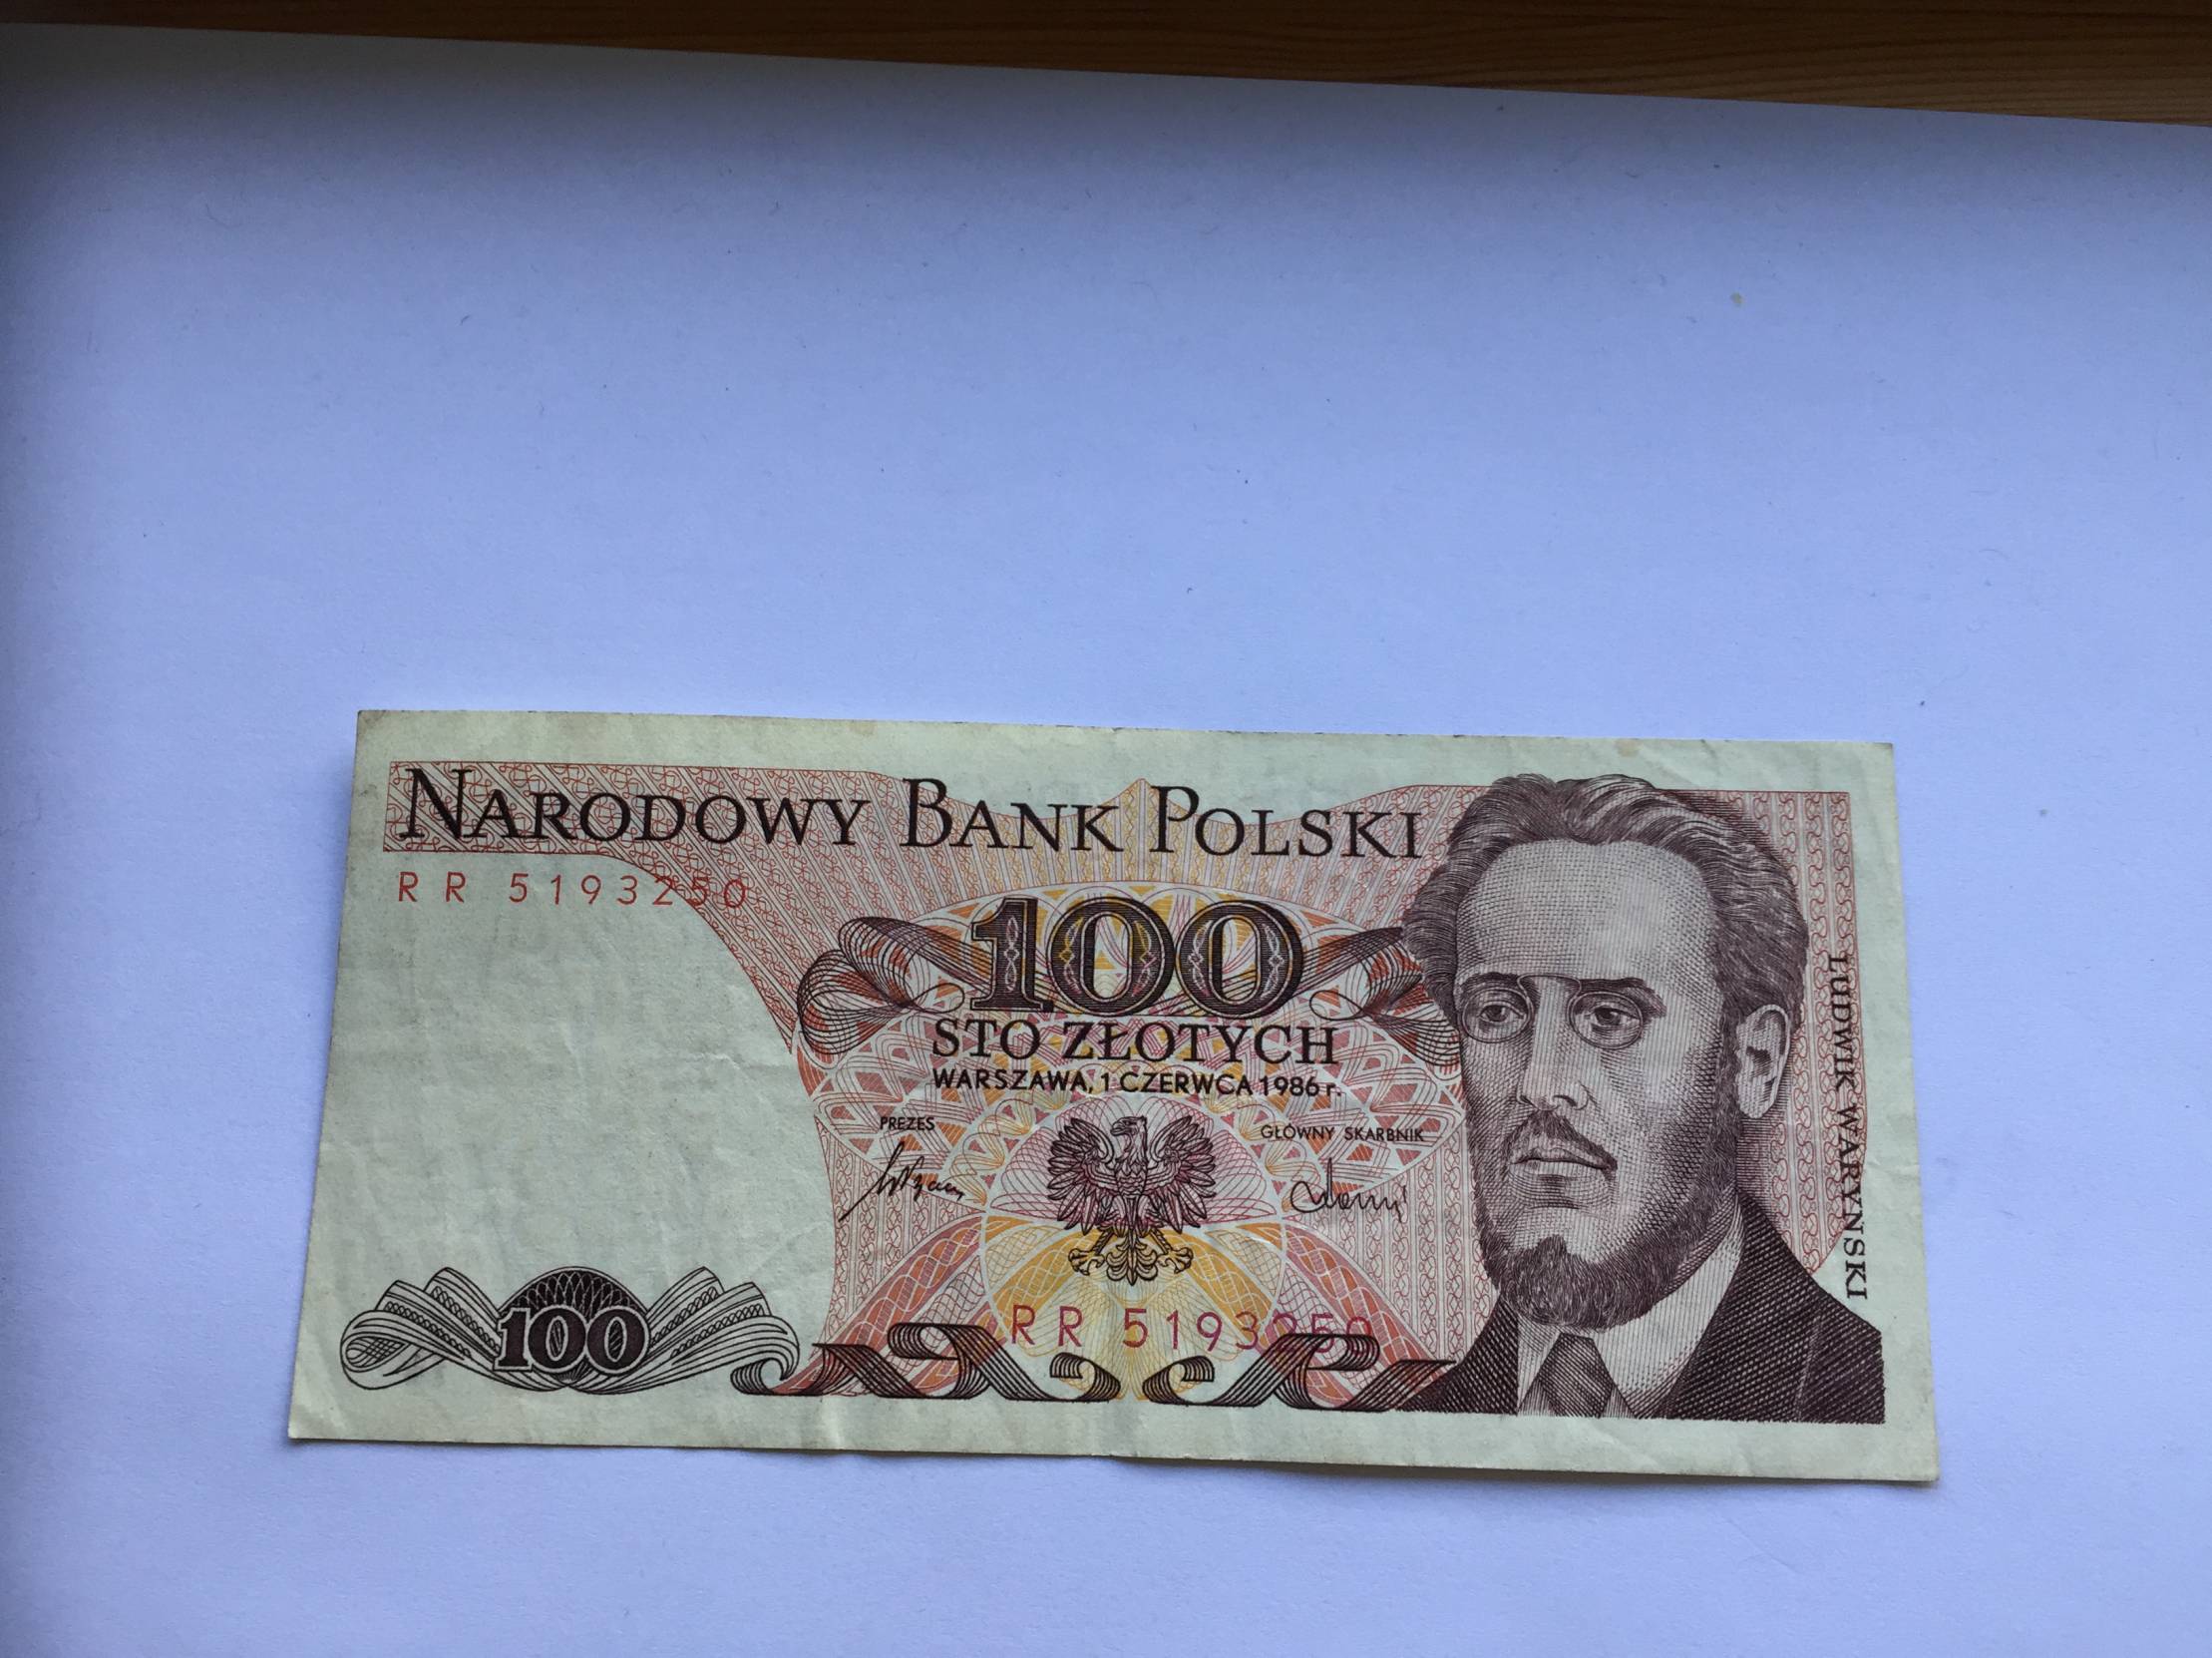 NARODOWY BANK POLSKI
RR 5193250
100
STO ZŁOTYCH
WARSZAWA, 1 CZERWCA 1986 r.
PREZES
GŁÓWNY SKARBNIK
RR 5193250
100
LUDWIK WARYŃSKI